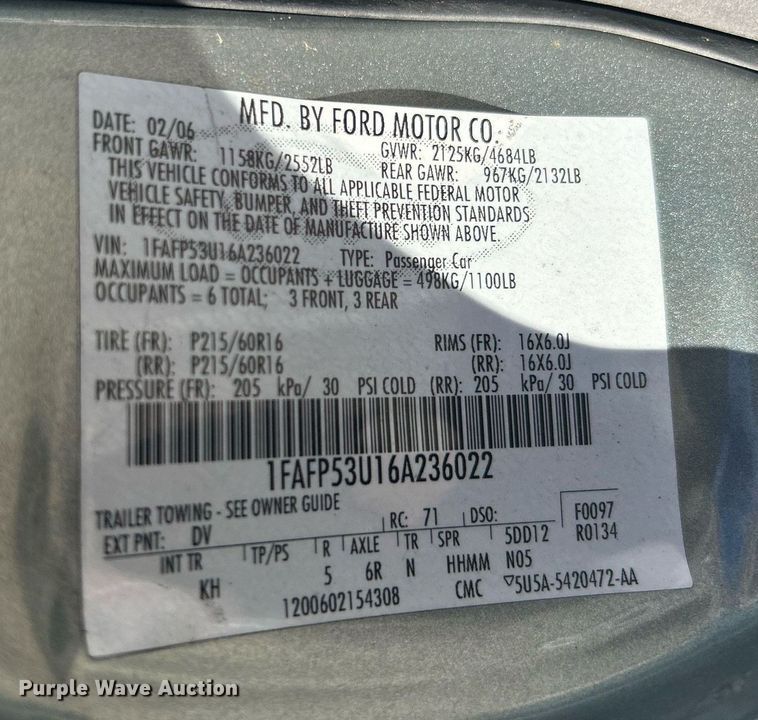 MFD. BY FORD MOTOR CO.
DATE: 02/06 GVWR: 2125KG/4684LB
FRONT GAWR: 1158KG/2552LB REAR GAWR: 967KG/2132LB
THIS VEHICLE CONFORMS TO ALL APPLICABLE FEDERAL MOTOR
VEHICLE SAFETY, BUMPER, AND THEFT PREVENTION STANDARDS
IN EFFECT ON THE DATE OF MANUFACTURE SHOWN ABOVE.
VIN: 1FAFP53U16A236022 TYPE: Passenger Car
MAXIMUM LOAD = OCCUPANTS + LUGGAGE = 498KG/1100LB
OCCUPANTS = 6 TOTAL; 3 FRONT, 3 REAR
TIRE (FR): P215/60R16 RIMS (FR): 16X6.0J
(RR): P215/60R16 (RR): 16X6.0J
PRESSURE (FR): 205 kPa/ 30 PSI COLD (RR): 205 kPa/ 30 PSI COLD
1FAFP53U16A236022
TRAILER TOWING - SEE OWNER GUIDE
EXT PNT: DV RC: 71 DSO: F0097
INT TR TP/PS R AXLE TR SPR 5DD12 R0134
KH 5 6R N HHMM N05
1200602154308 CMC 5U5A-5420472-AA
Purple Wave Auction